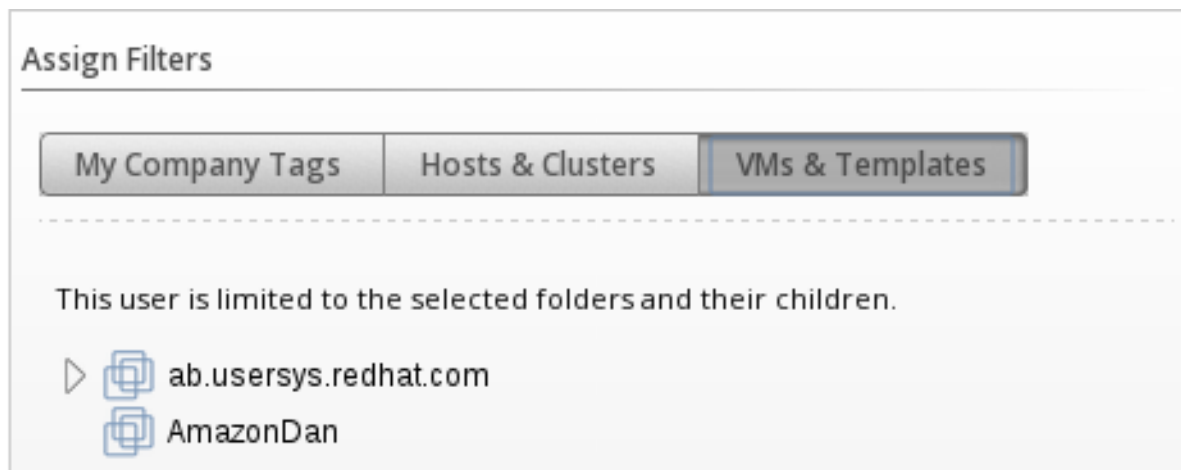 Assign Filters
My Company Tags Hosts & Clusters VMs & Templates
This user is limited to the selected folders and their children.
ab.usersys.redhat.com
AmazonDan